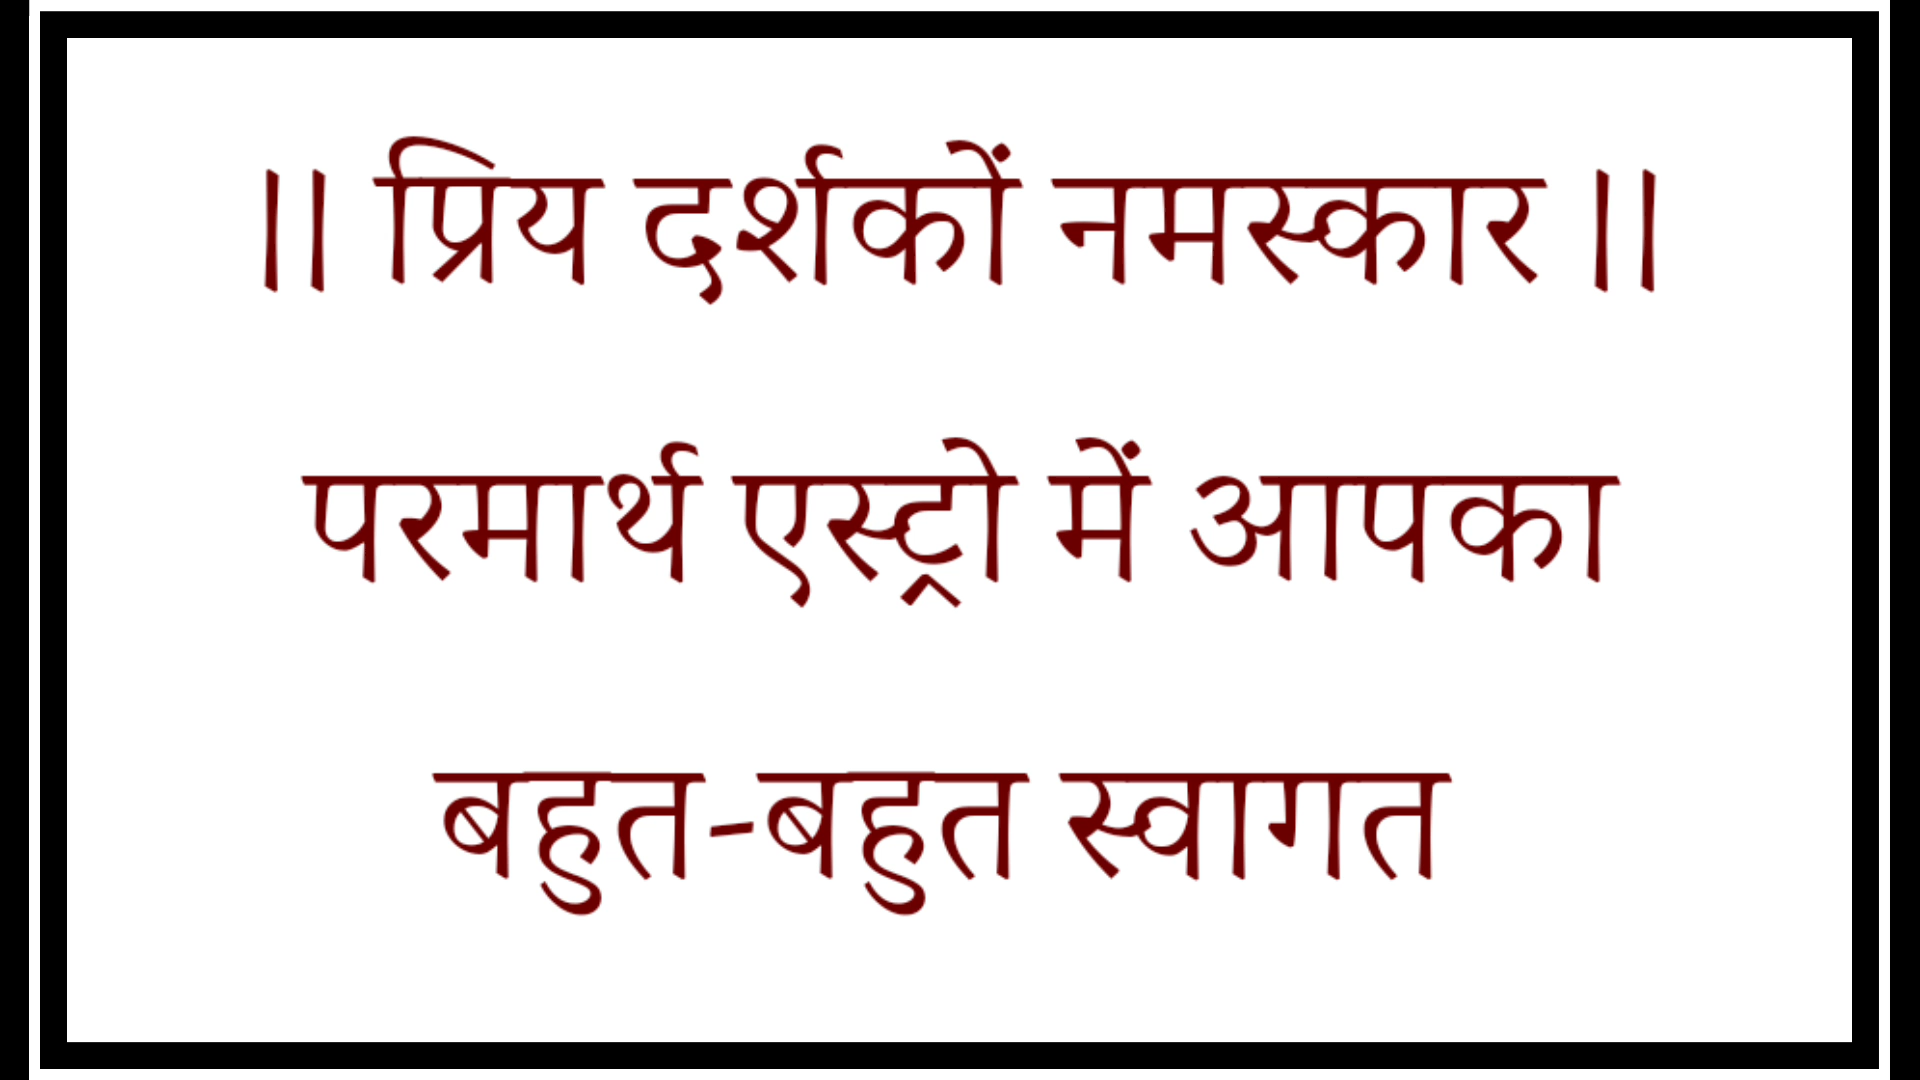 ॥ प्रिय दर्शकों नमस्कार ॥
परमार्थ एस्ट्रो में आपका
बहुत-बहुत स्वागत